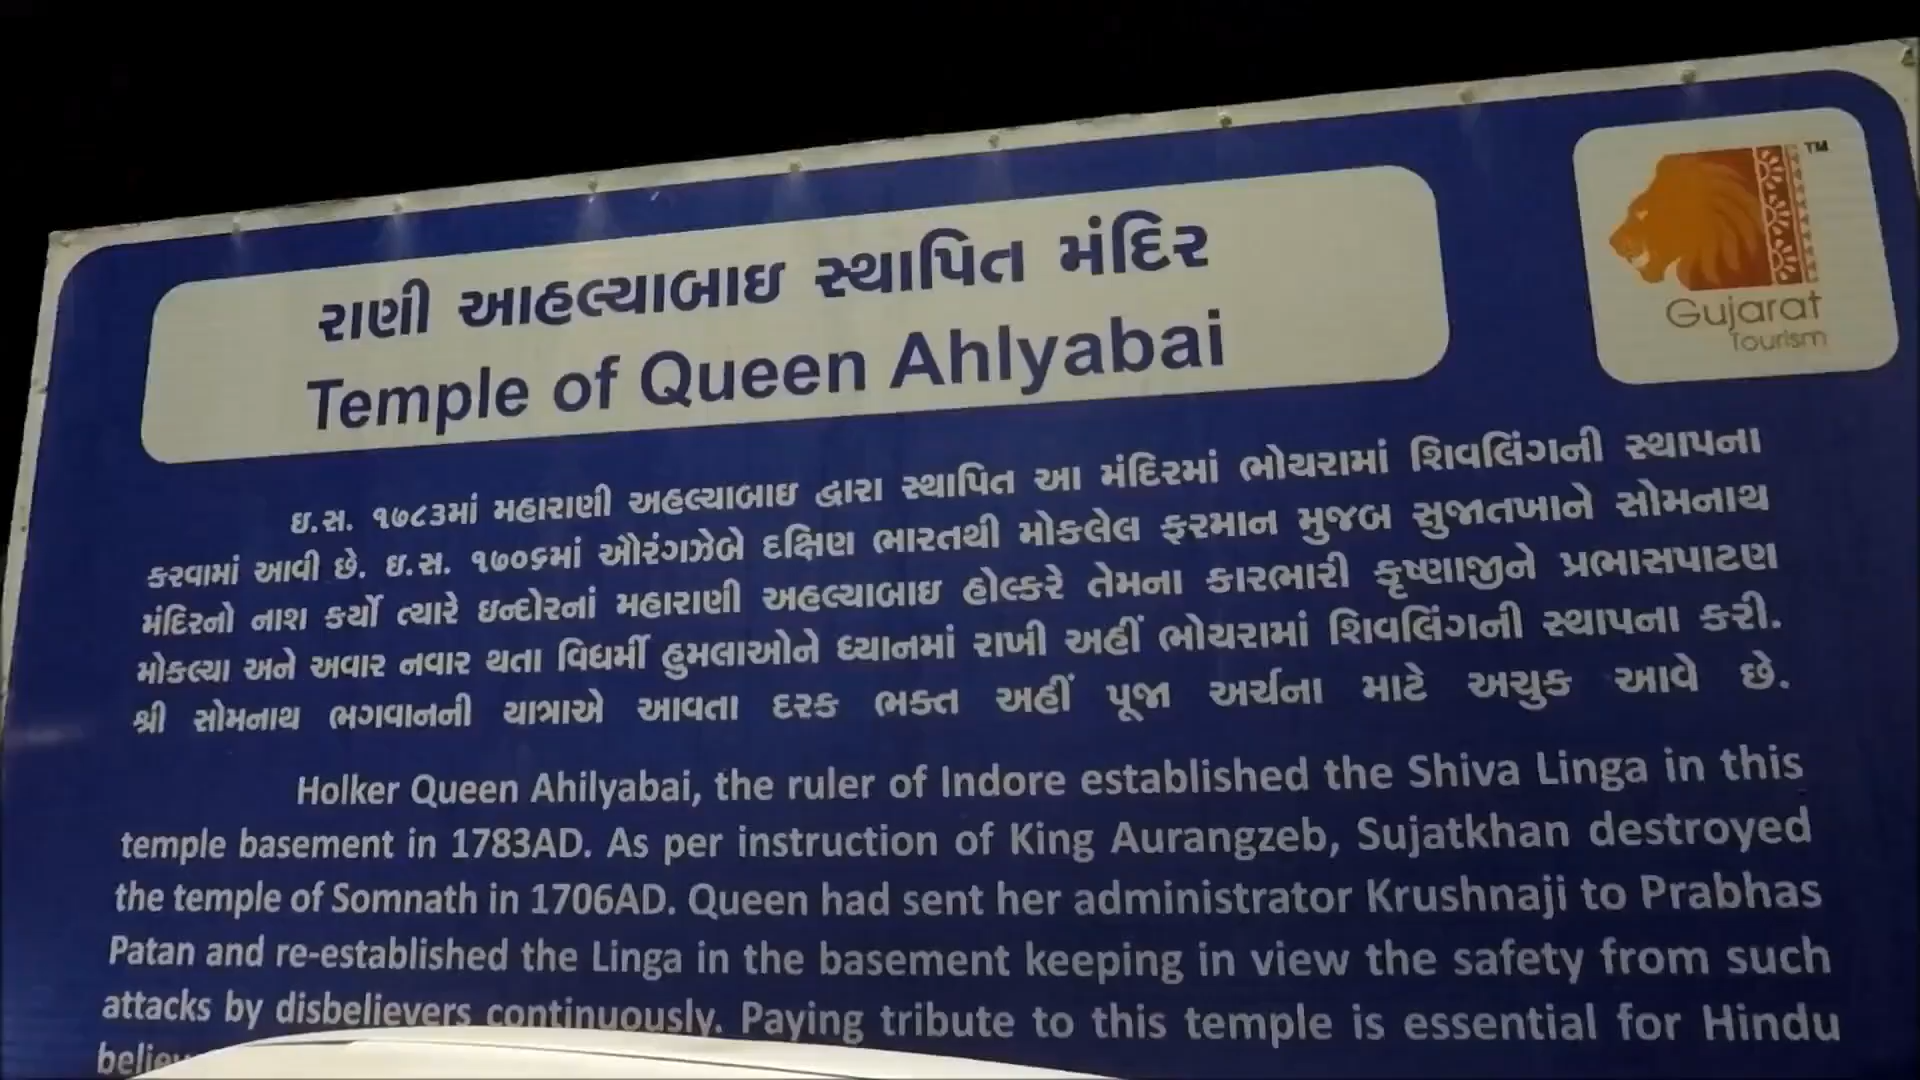 રાણી આહલ્યાબાઇ સ્થાપિત મંદિર
Temple of Queen Ahlyabai
TM
Gujarat
Tourism
ઇ.સ. ૧૭૮૩માં મહારાણી અહલ્યાબાઇ દ્વારા સ્થાપિત આ મંદિરમાં ભોયરામાં શિવલિંગની સ્થાપના
કરવામાં આવી છે. ઇ.સ. ૧૭૦૬માં ઔરંગઝેબે દક્ષિણ ભારતથી મોકલેલ ફરમાન મુજબ સુજાતખાને સોમનાથ
મંદિરનો નાશ કર્યો ત્યારે ઇન્દોરનાં મહારાણી અહલ્યાબાઇ હોલ્કરે તેમના કારભારી કૃષ્ણાજીને પ્રભાસપાટણ
મોકલ્યા અને અવાર નવાર થતા વિધર્મી હુમલાઓને ધ્યાનમાં રાખી અહીં ભોયરામાં શિવલિંગની સ્થાપના કરી.
શ્રી સોમનાથ ભગવાનની યાત્રાએ આવતા દરક ભક્ત અહીં પૂજા અર્ચના માટે અચુક આવે છે.
Holker Queen Ahilyabai, the ruler of Indore established the Shiva Linga in this
temple basement in 1783AD. As per instruction of King Aurangzeb, Sujatkhan destroyed
the temple of Somnath in 1706AD. Queen had sent her administrator Krushnaji to Prabhas
Patan and re-established the Linga in the basement keeping in view the safety from such
attacks by disbelievers continuously. Paying tribute to this temple is essential for Hindu